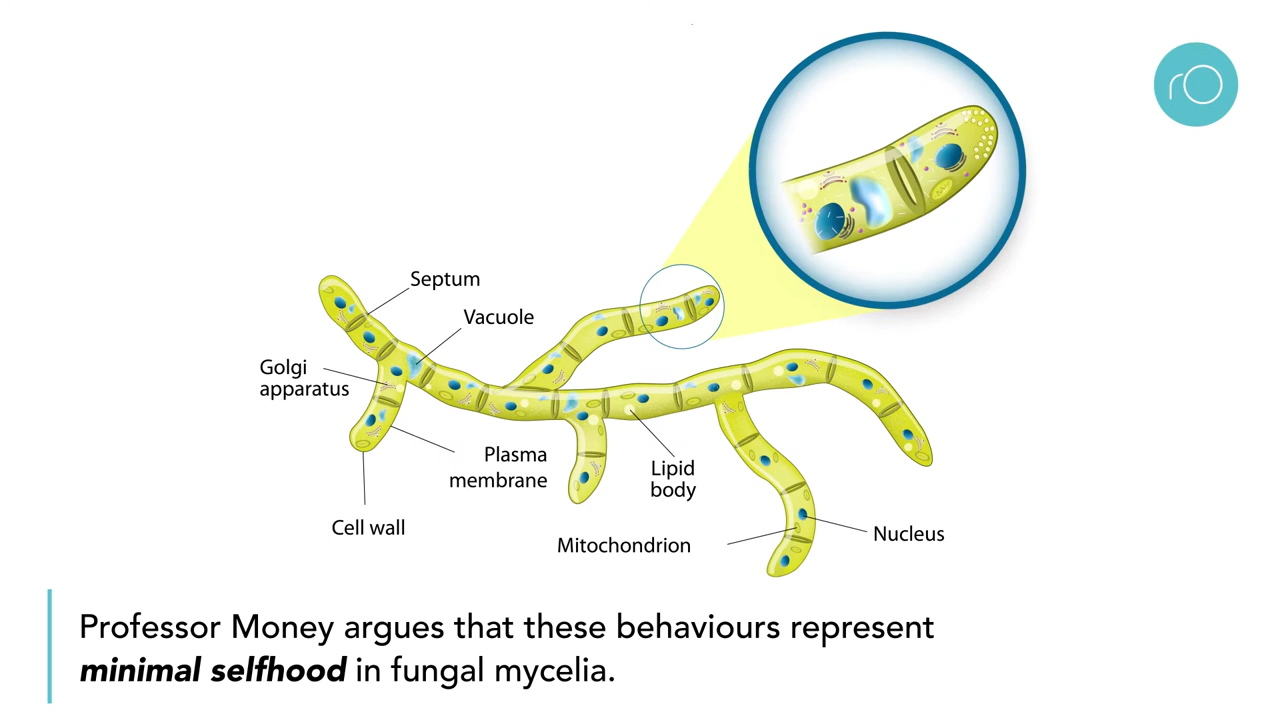 rO
Septum
Vacuole
Golgi
apparatus
Plasma
membrane
Lipid
body
Cell wall
Mitochondrion
Nucleus
Professor Money argues that these behaviours represent
minimal selfhood in fungal mycelia.